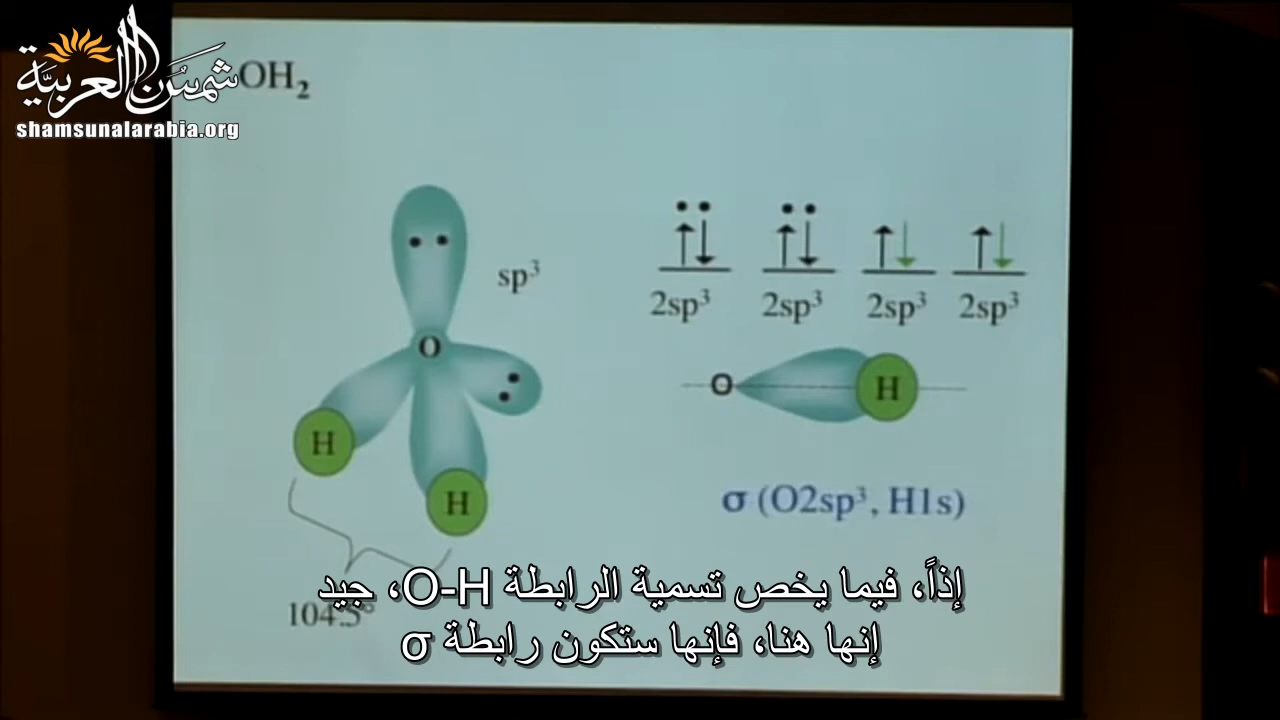 شمس العربية
shamsunalarabia.org
OH₂
sp³
O
H
H
104.5°
2sp³ 2sp³ 2sp³ 2sp³
O H
σ (O2sp³, H1s)
إذاً، فيما يخص تسمية الرابطة O-H، جيد
إنها هنا، فإنها ستكون رابطة σ